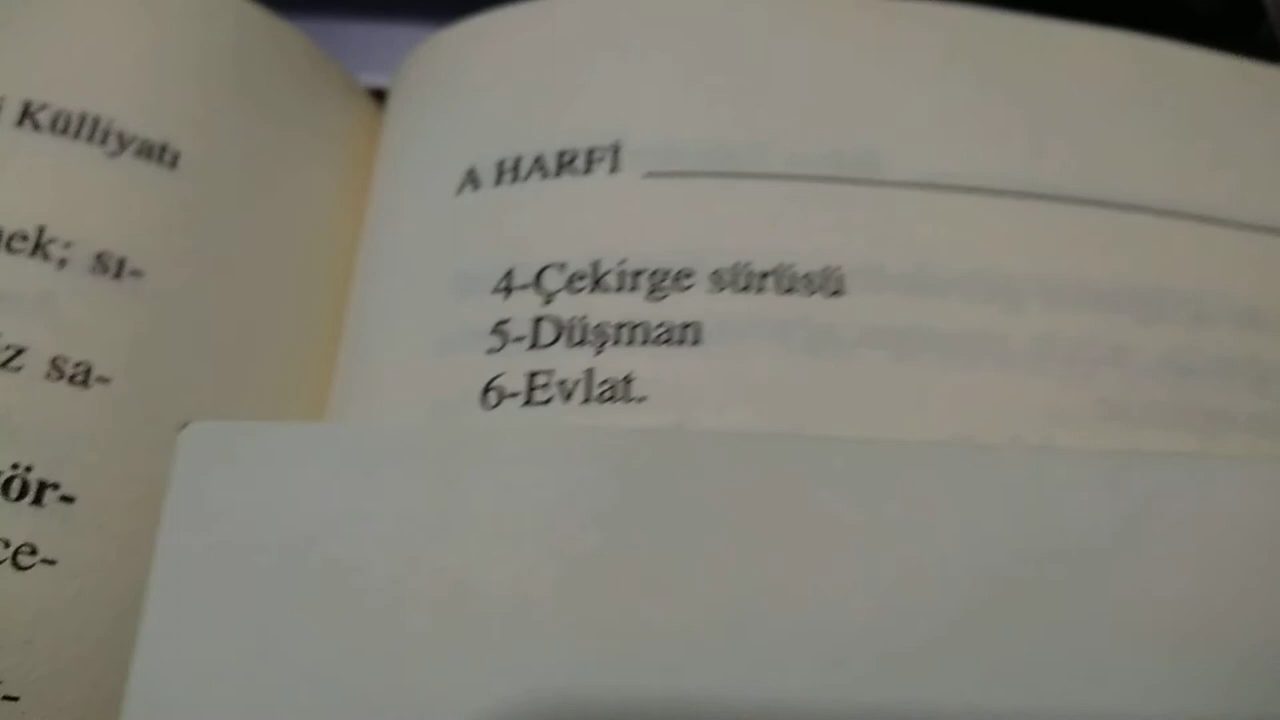 Külliyatı
ek; sı-
z sa-
ör-
ce-
A HARFİ
4-Çekirge sürüsü
5-Düşman
6-Evlat.